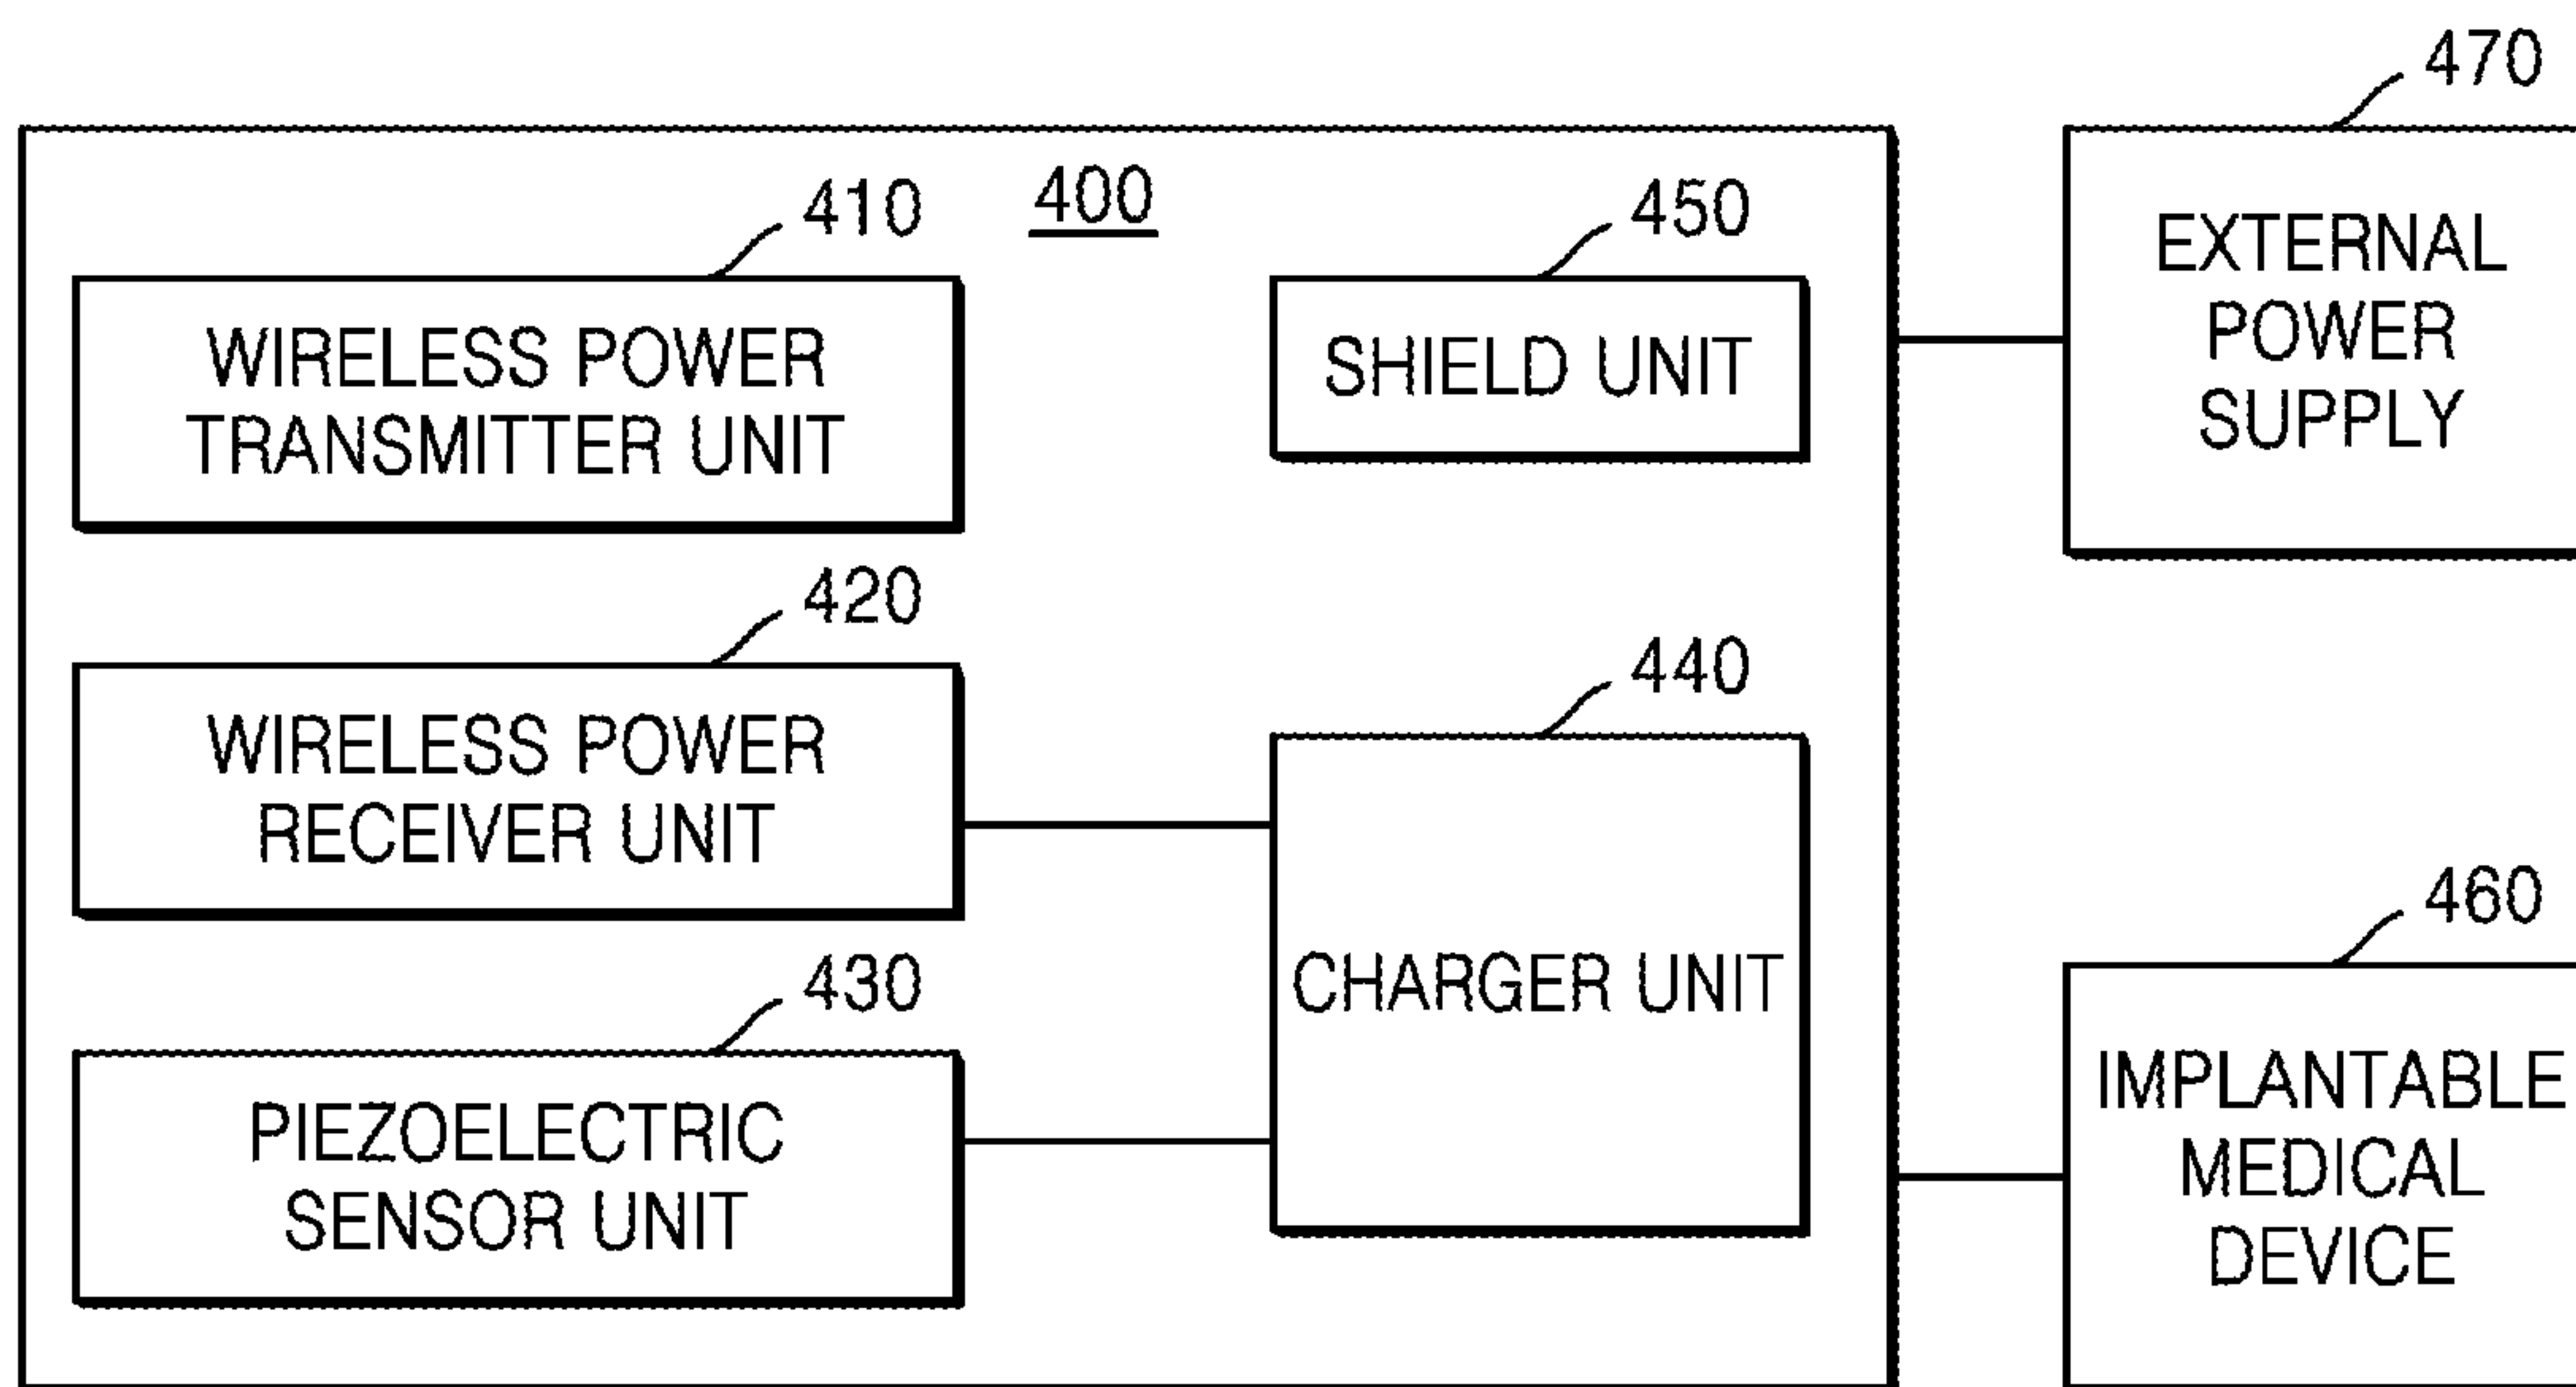 470
400
410
450
WIRELESS POWER
TRANSMITTER UNIT
SHIELD UNIT
EXTERNAL
POWER
SUPPLY
420
WIRELESS POWER
RECEIVER UNIT
440
CHARGER UNIT
430
PIEZOELECTRIC
SENSOR UNIT
460
IMPLANTABLE
MEDICAL
DEVICE